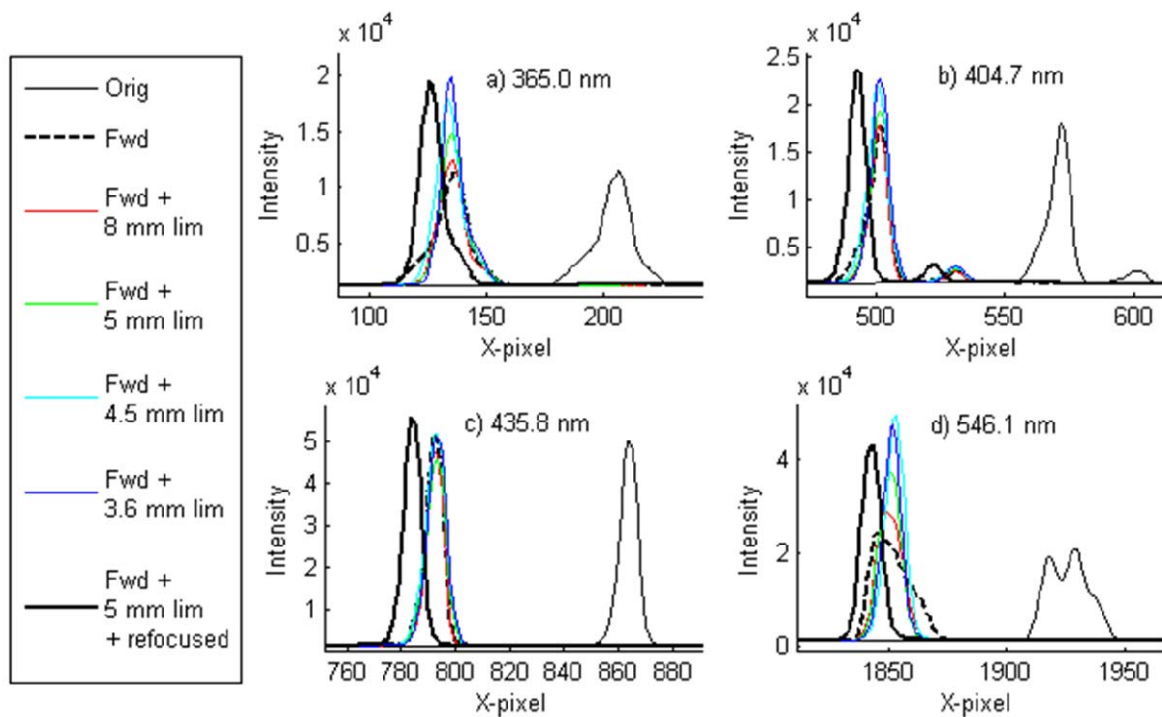 Orig
Fwd
Fwd +
8 mm lim
Fwd +
5 mm lim
Fwd +
4.5 mm lim
Fwd +
3.6 mm lim
Fwd +
5 mm lim
+ refocused
x 10^4
a) 365.0 nm
2
1.5
1
0.5
Intensity
100 150 200
X-pixel
x 10^4
b) 404.7 nm
2.5
2
1.5
1
0.5
Intensity
500 550 600
X-pixel
x 10^4
c) 435.8 nm
5
4
3
2
1
Intensity
760 780 800 820 840 860 880
X-pixel
x 10^4
d) 546.1 nm
4
2
0
Intensity
1850 1900 1950
X-pixel